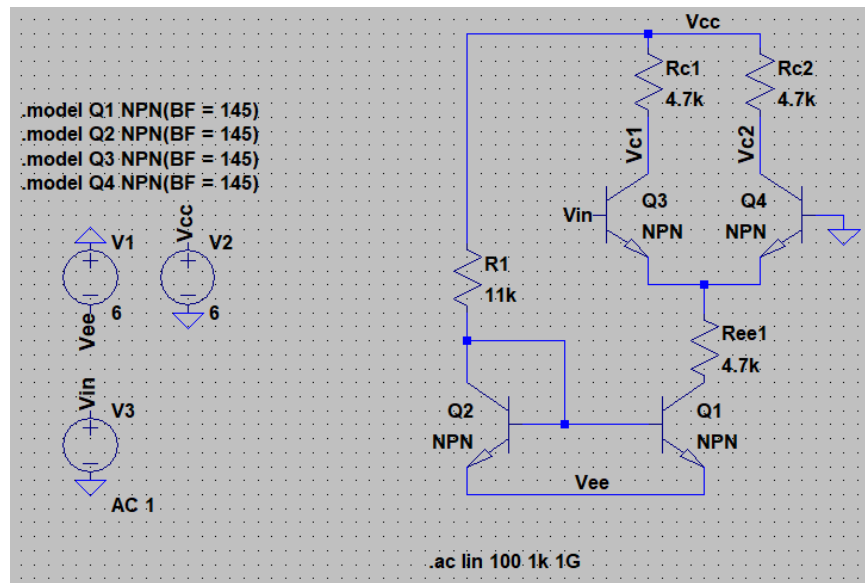 Vcc
Rc1
4.7k
Rc2
4.7k
.model Q1 NPN(BF = 145)
.model Q2 NPN(BF = 145)
.model Q3 NPN(BF = 145)
.model Q4 NPN(BF = 145)
Vc1
Vc2
Vin
Q3
NPN
Q4
NPN
Vcc
V1
6
Vee
V2
6
R1
11k
Ree1
4.7k
Vin
V3
AC 1
Q2
NPN
Q1
NPN
Vee
.ac lin 100 1k 1G